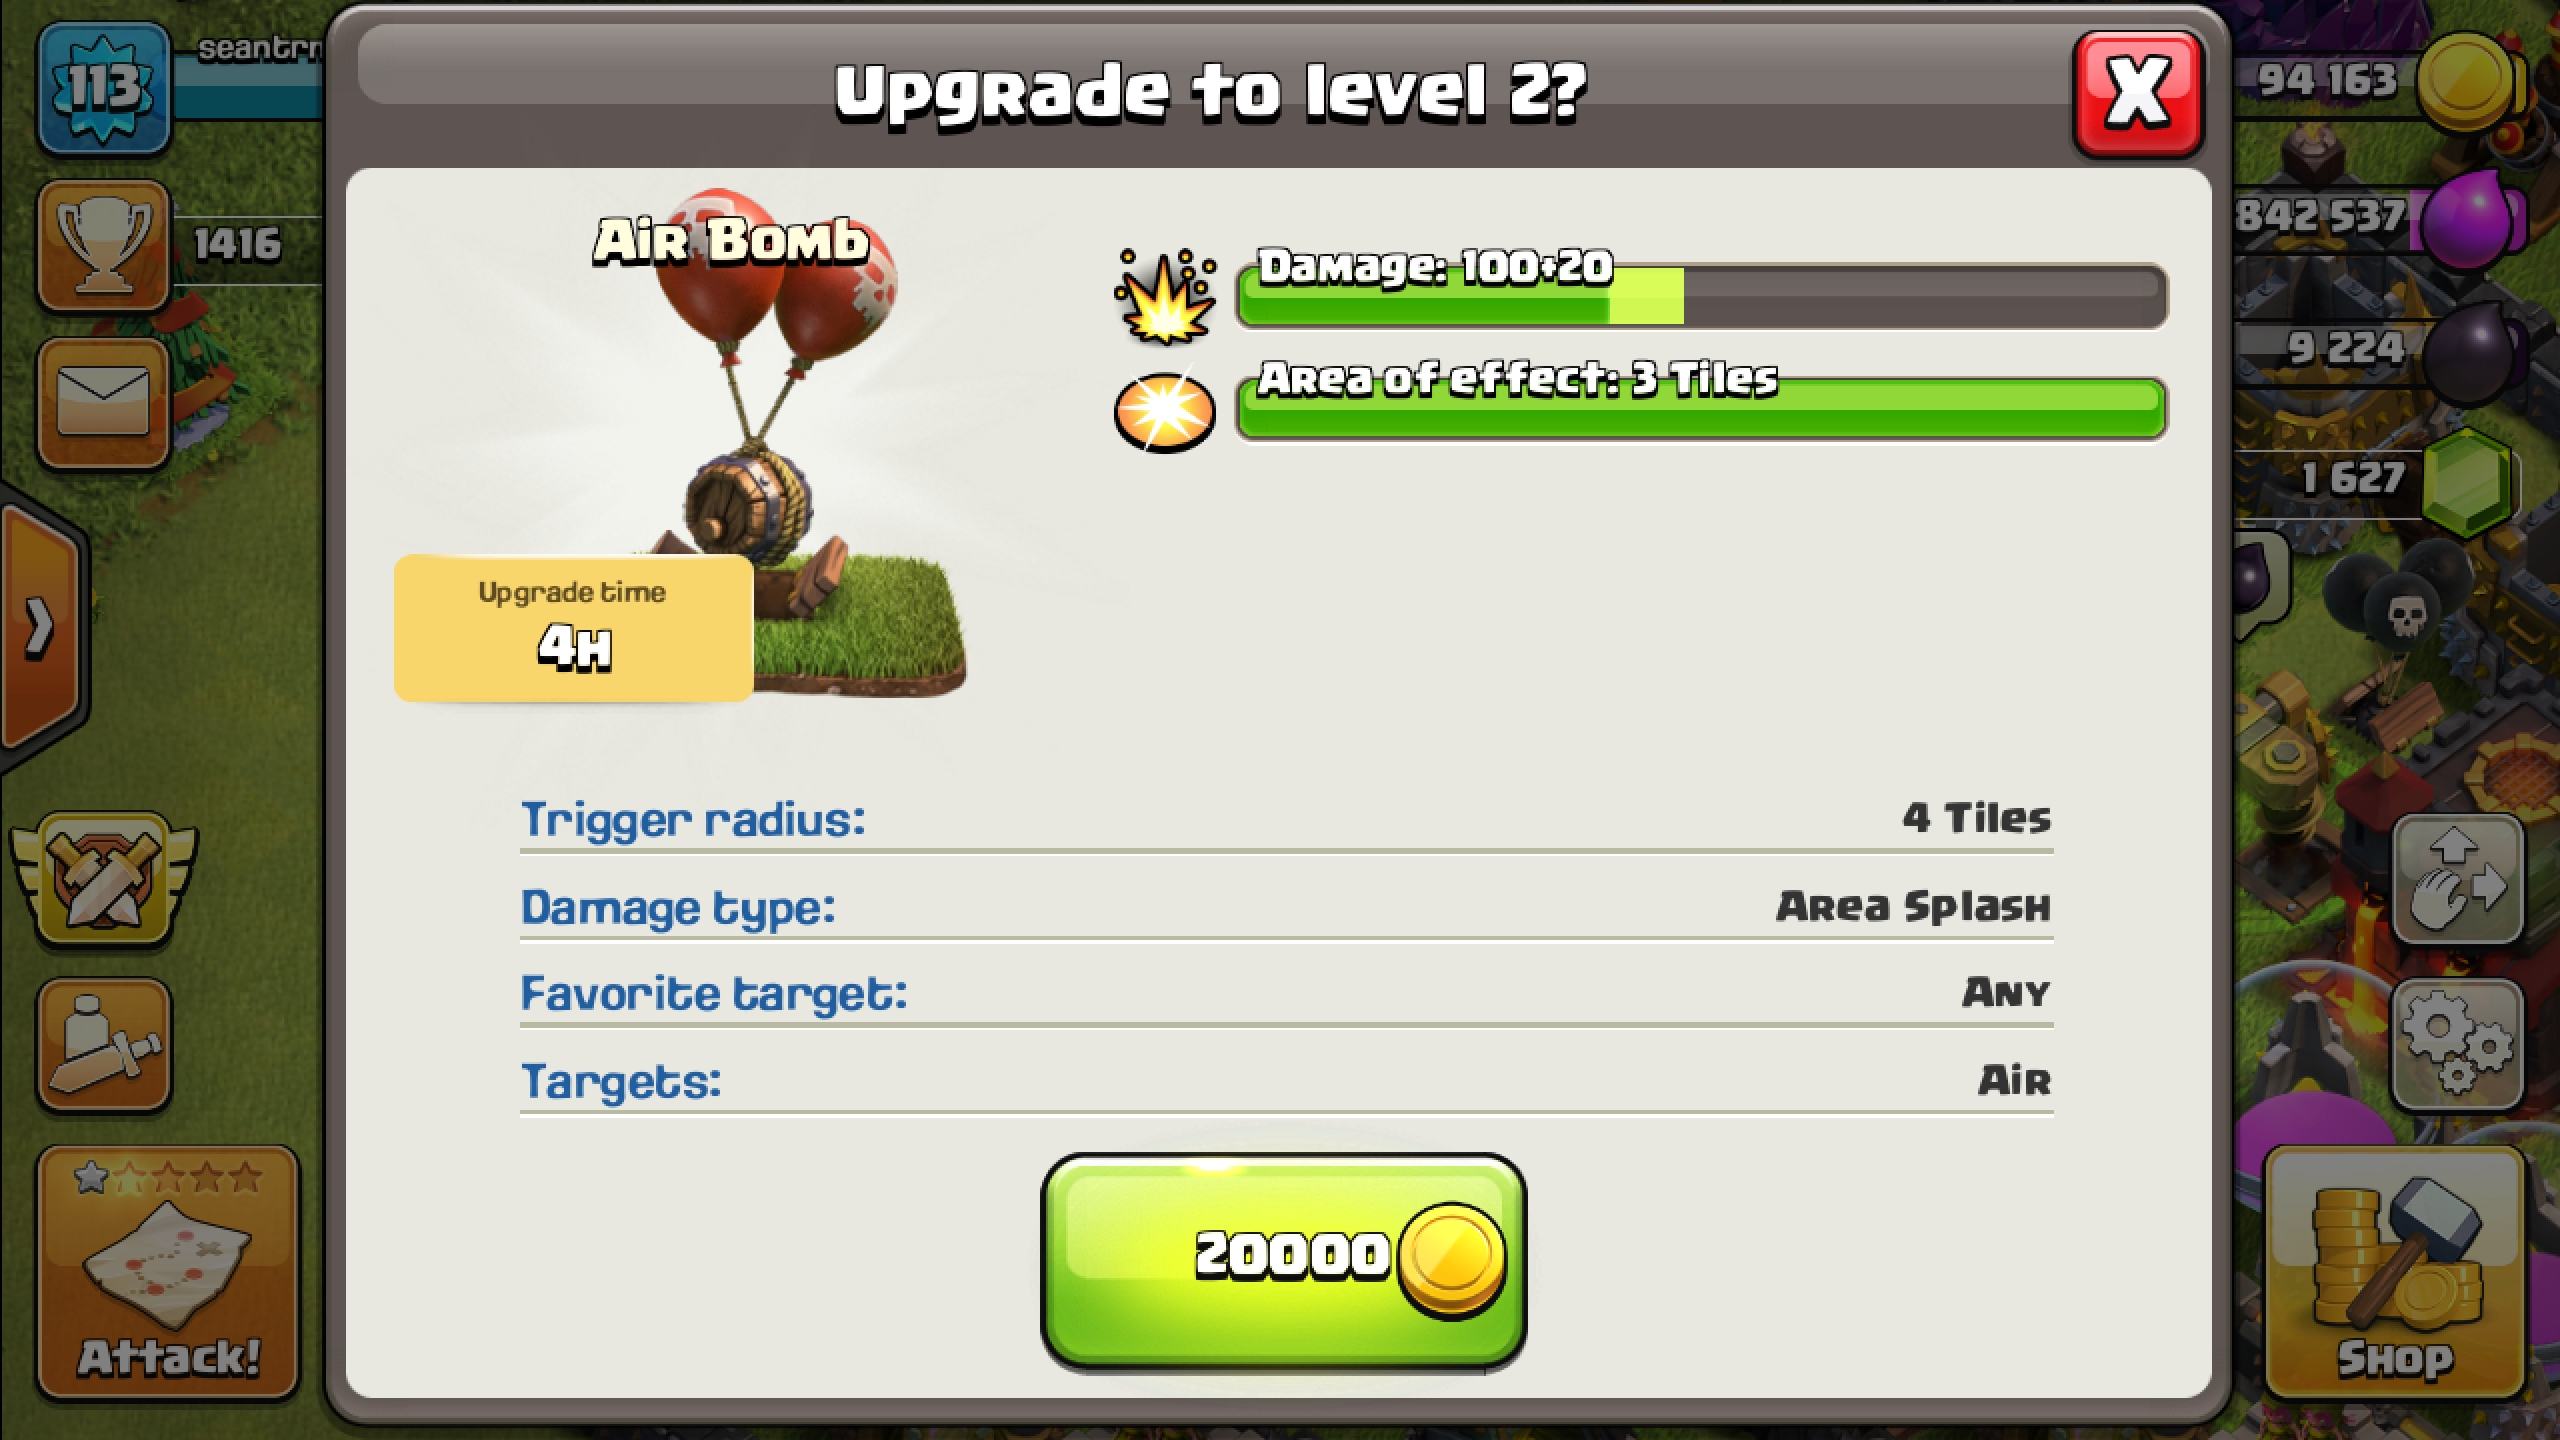 113
1416
Upgrade to level 2?
X
94 163
842 537
9 224
1 627
Air Bomb
Damage: 100+20
Area of effect: 3 Tiles
Upgrade time
4H
Trigger radius: 4 Tiles
Damage type: Area Splash
Favorite target: Any
Targets: Air
20000
Attack!
Shop